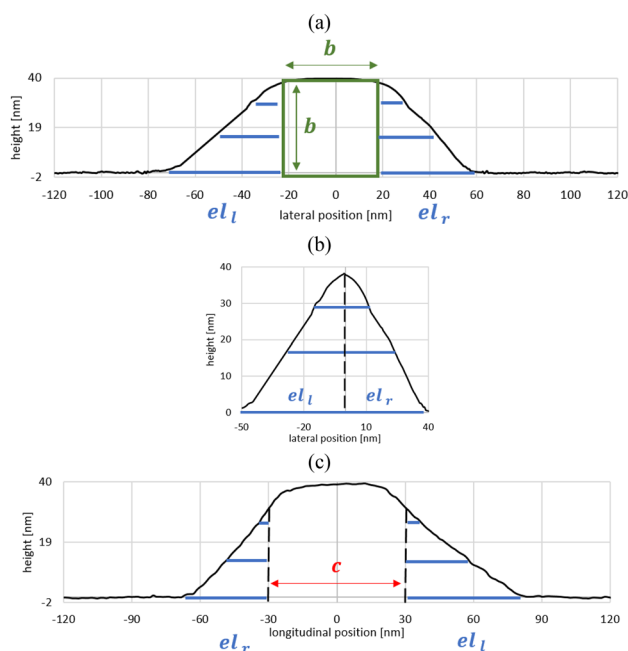 (a)
b
40
b
19
height [nm]
-2
-120 -100 -80 -60 -40 -20 0 20 40 60 80 100 120
el_l lateral position [nm] el_r
(b)
40
30
20
height [nm]
10
el_l el_r
0
-50 -20 10 40
lateral position [nm]
(c)
40
19
height [nm]
c
-2
-120 -90 -60 -30 0 30 60 90 120
el_r longitudinal position [nm] el_l